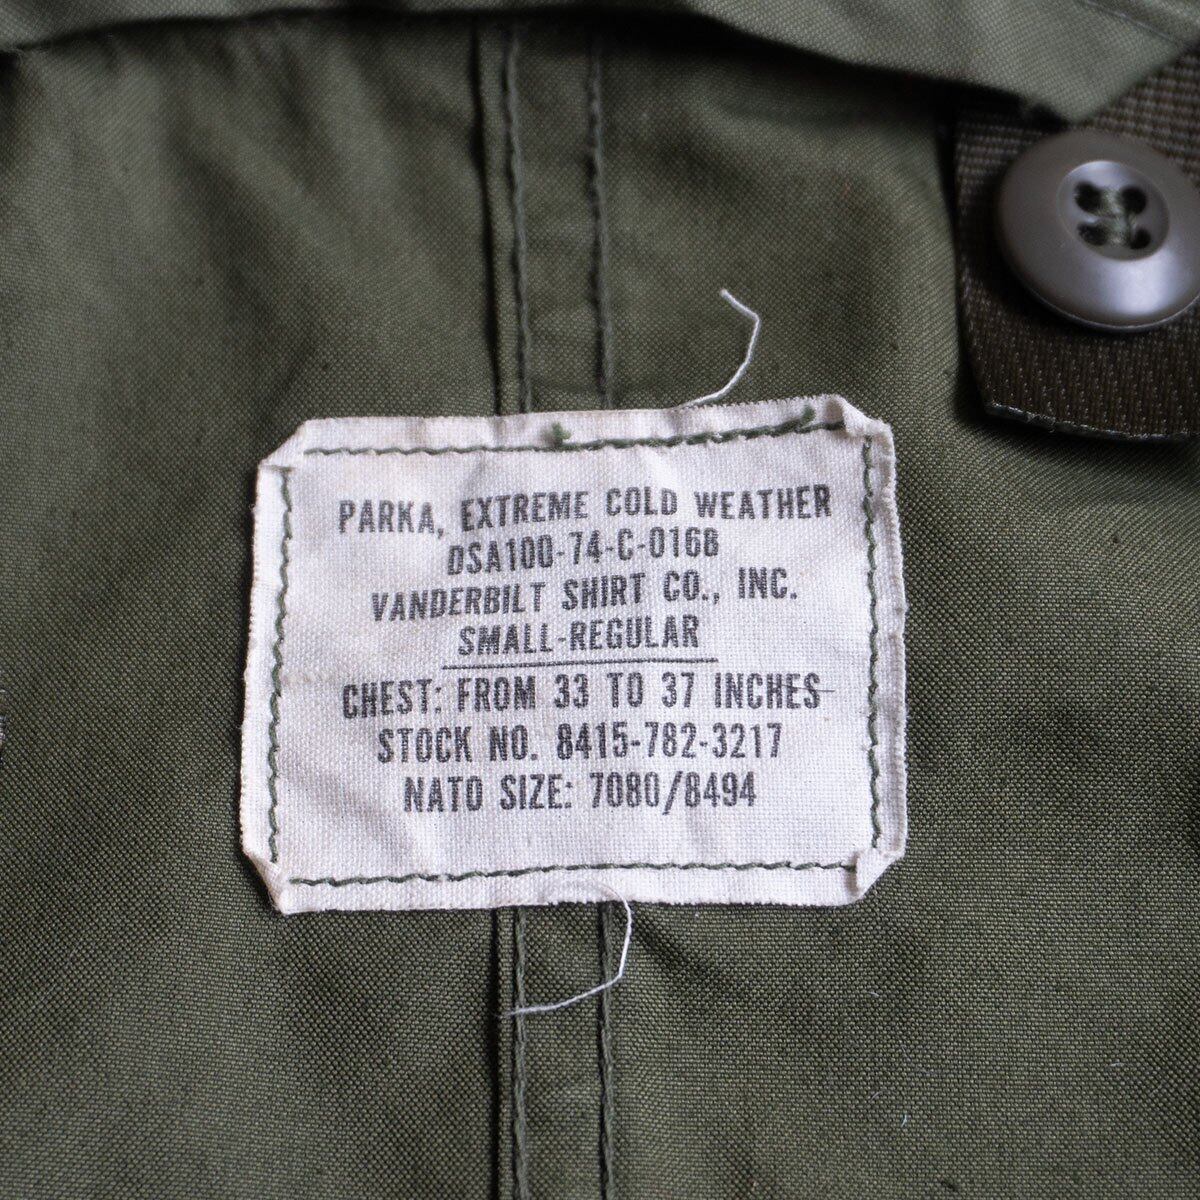 PARKA, EXTREME COLD WEATHER
DSA100-74-C-0168
VANDERBILT SHIRT CO., INC.
SMALL-REGULAR
CHEST: FROM 33 TO 37 INCHES
STOCK NO. 8415-782-3217
NATO SIZE: 7080/8494